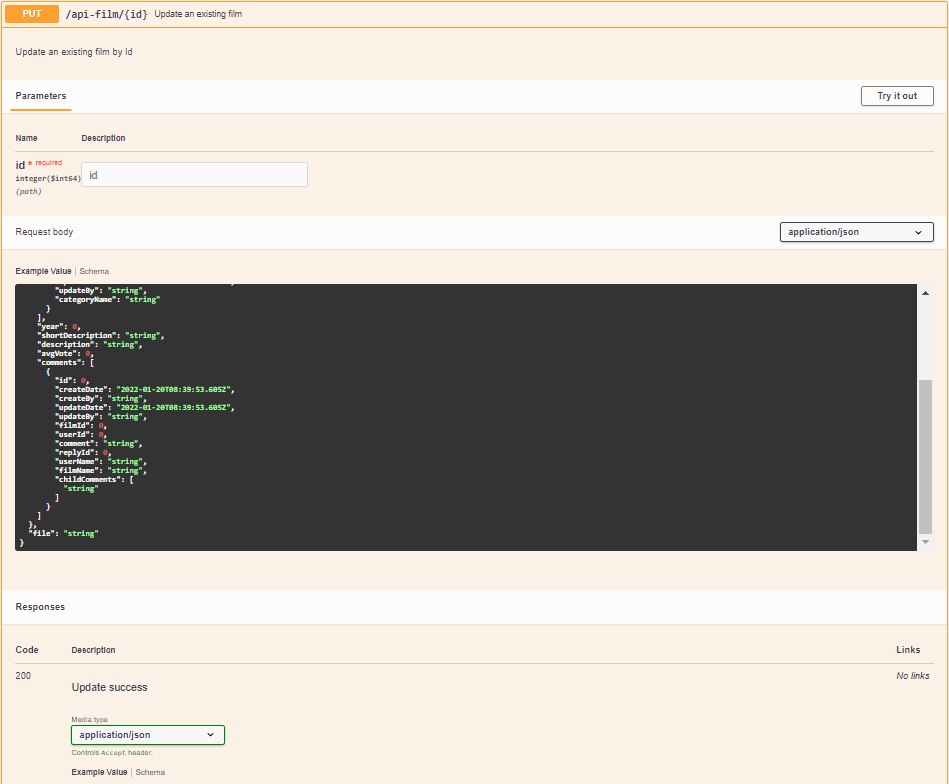 PUT /api-film/{id} Update an existing film
Update an existing film by Id
Parameters
Try it out
Name Description
id * required
integer($int64)
(path)
id
Request body
application/json
Example Value | Schema
"updateBy": "string",
"categoryName": "string"
}
],
"year": 0,
"shortDescription": "string",
"description": "string",
"avgVote": 0,
"comments": [
{
"id": 0,
"createDate": "2022-01-20T08:39:53.605Z",
"createBy": "string",
"updateDate": "2022-01-20T08:39:53.605Z",
"updateBy": "string",
"filmId": 0,
"userId": 0,
"comment": "string",
"replyId": 0,
"userName": "string",
"filmName": "string",
"childComments": [
"string"
]
}
]
},
"file": "string"
}
Responses
Code Description Links
200 Update success No links
Media type
application/json
Controls Accept header.
Example Value | Schema